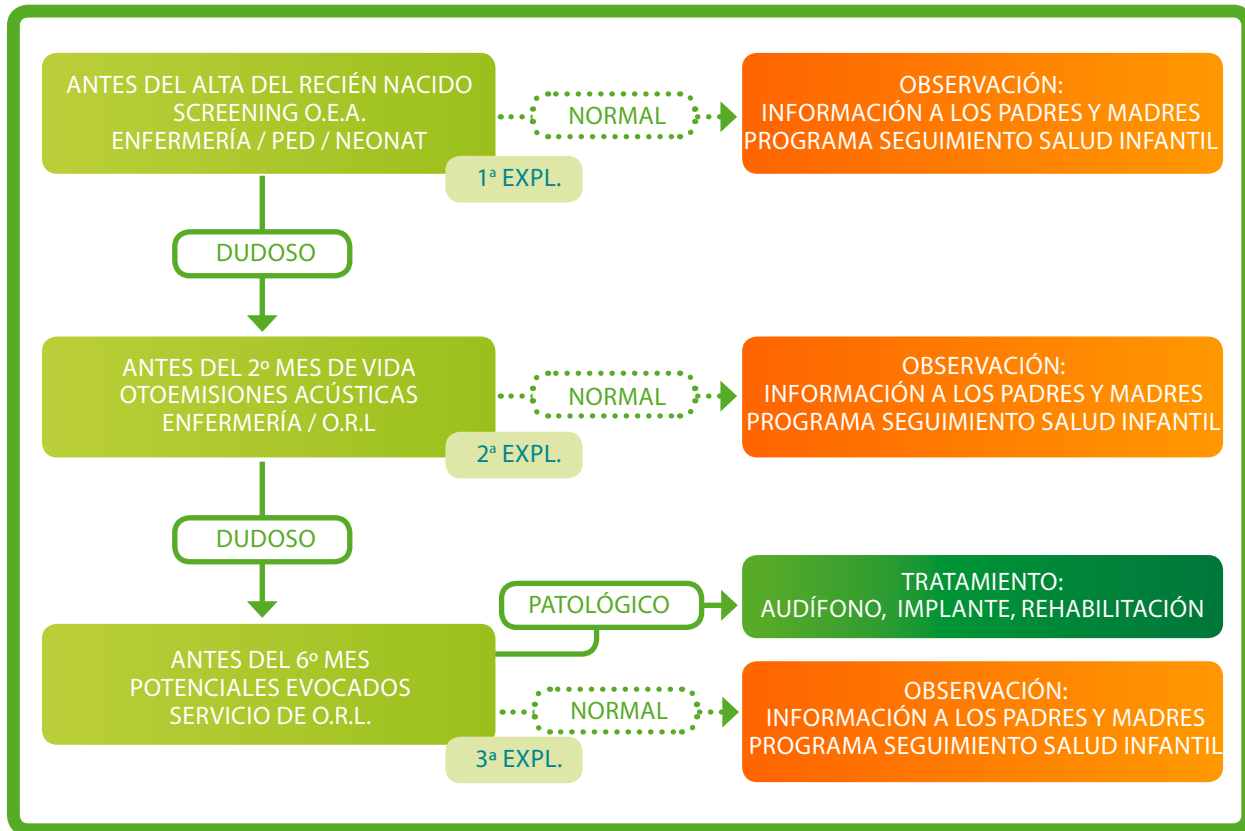 ANTES DEL ALTA DEL RECIÉN NACIDO
SCREENING O.E.A.
ENFERMERÍA / PED / NEONAT
1ª EXPL.
NORMAL
OBSERVACIÓN:
INFORMACIÓN A LOS PADRES Y MADRES
PROGRAMA SEGUIMIENTO SALUD INFANTIL
DUDOSO
ANTES DEL 2º MES DE VIDA
OTOEMISIONES ACÚSTICAS
ENFERMERÍA / O.R.L
2ª EXPL.
NORMAL
OBSERVACIÓN:
INFORMACIÓN A LOS PADRES Y MADRES
PROGRAMA SEGUIMIENTO SALUD INFANTIL
DUDOSO
ANTES DEL 6º MES
POTENCIALES EVOCADOS
SERVICIO DE O.R.L.
3ª EXPL.
PATOLÓGICO
TRATAMIENTO:
AUDÍFONO, IMPLANTE, REHABILITACIÓN
NORMAL
OBSERVACIÓN:
INFORMACIÓN A LOS PADRES Y MADRES
PROGRAMA SEGUIMIENTO SALUD INFANTIL